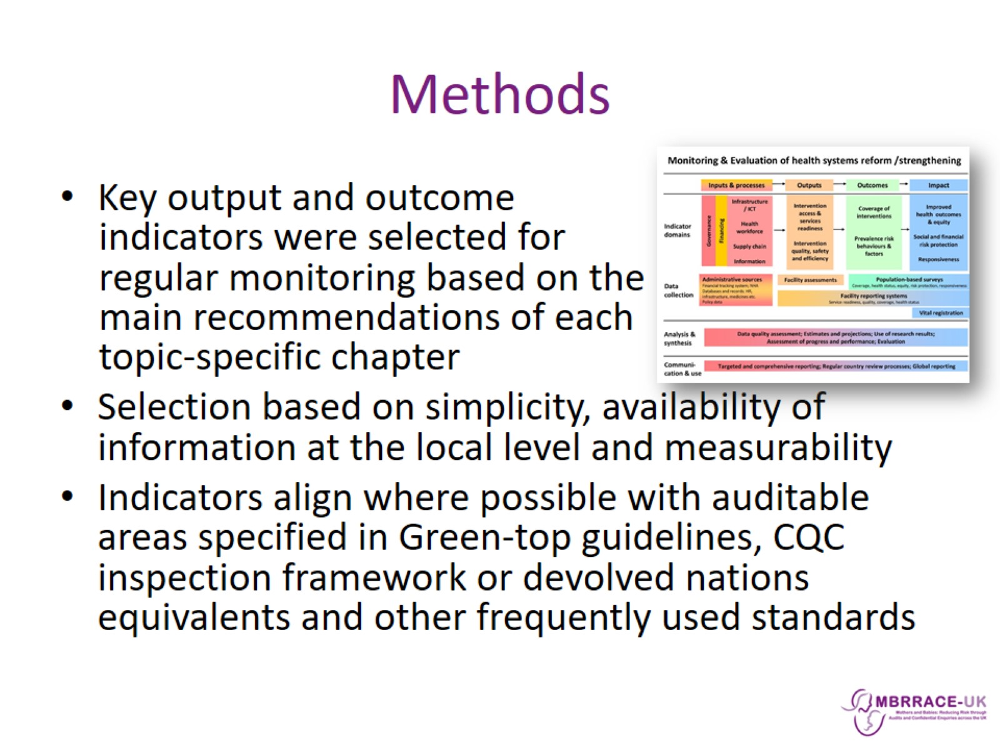 Methods
• Key output and outcome
indicators were selected for
regular monitoring based on the
main recommendations of each
topic-specific chapter
Monitoring & Evaluation of health systems reform /strengthening
Inputs & processes
Outputs
Outcomes
Impact
Indicator
domains
Governance
Financing
Infrastructure
/ ICT
Health
workforce
Supply chain
Information
Intervention
access &
services
readiness
Intervention
quality, safety
and efficiency
Coverage of
interventions
Prevalence risk
behaviours &
factors
Improved
health outcomes
& equity
Social and financial
risk protection
Responsiveness
Data
collection
Administrative sources
Financial tracking system, NHA
Databases and records: HR,
infrastructure, medicines etc.
Policy data
Facility assessments
Population-based surveys
Coverage, health status, equity, risk protection, responsiveness
Facility reporting systems
Service readiness, quality, coverage, health status
Vital registration
Analysis &
synthesis
Data quality assessment; Estimates and projections; Use of research results;
Assessment of progress and performance; Evaluation
Communi-
cation & use
Targeted and comprehensive reporting; Regular country review processes; Global reporting
• Selection based on simplicity, availability of
information at the local level and measurability
• Indicators align where possible with auditable
areas specified in Green-top guidelines, CQC
inspection framework or devolved nations
equivalents and other frequently used standards
MBRRACE-UK
Mothers and Babies: Reducing Risk through
Audits and Confidential Enquiries across the UK